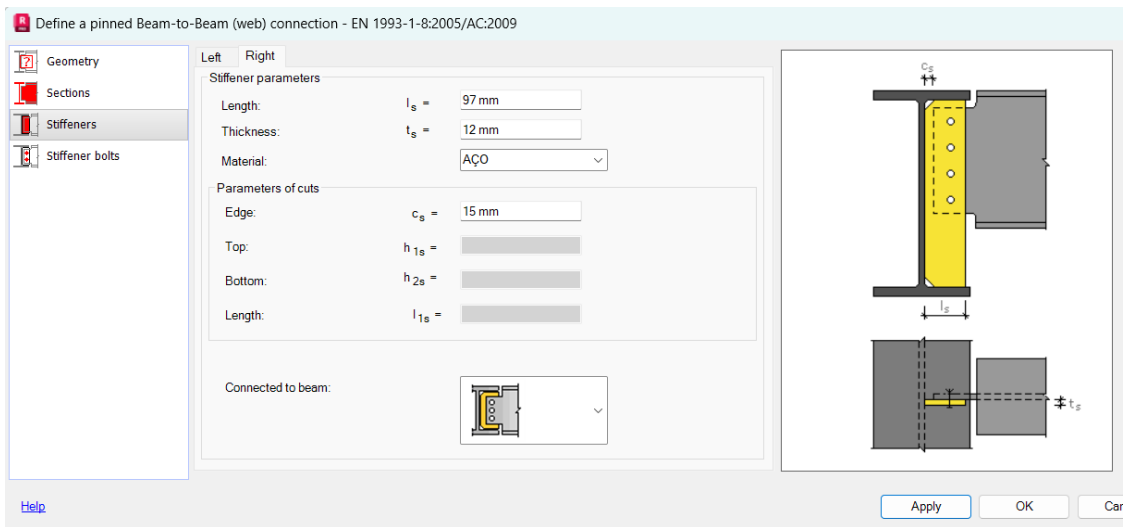 Define a pinned Beam-to-Beam (web) connection - EN 1993-1-8:2005/AC:2009
Geometry
Sections
Stiffeners
Stiffener bolts
Left Right
Stiffener parameters
Length: ls = 97 mm
Thickness: ts = 12 mm
Material: AÇO
Parameters of cuts
Edge: cs = 15 mm
Top: h1s =
Bottom: h2s =
Length: l1s =
Connected to beam:
cs
ls
ts
Help
Apply OK Can